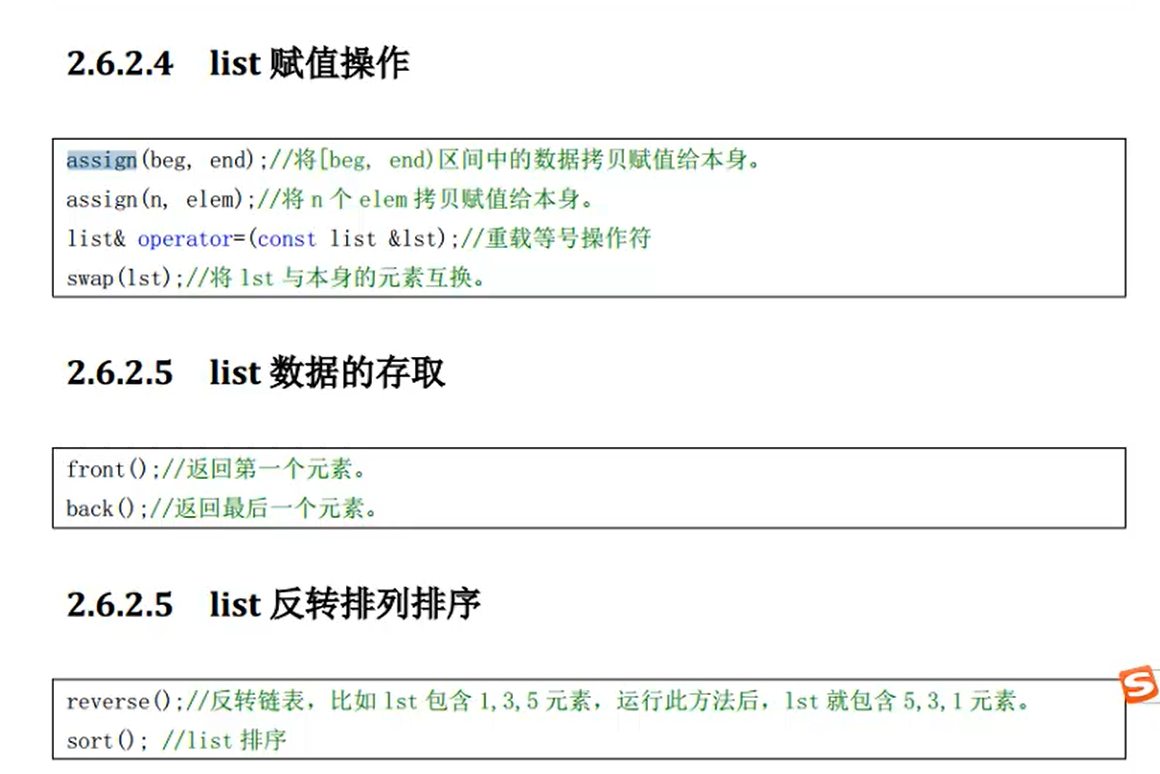 2.6.2.4 list 赋值操作
assign(beg, end);//将[beg, end)区间中的数据拷贝赋值给本身。
assign(n, elem);//将 n 个 elem 拷贝赋值给本身。
list& operator=(const list &lst);//重载等号操作符
swap(lst);//将 lst 与本身的元素互换。
2.6.2.5 list 数据的存取
front();//返回第一个元素。
back();//返回最后一个元素。
2.6.2.5 list 反转排列排序
reverse();//反转链表，比如 lst 包含 1,3,5 元素，运行此方法后，lst 就包含 5,3,1 元素。
sort(); //list 排序